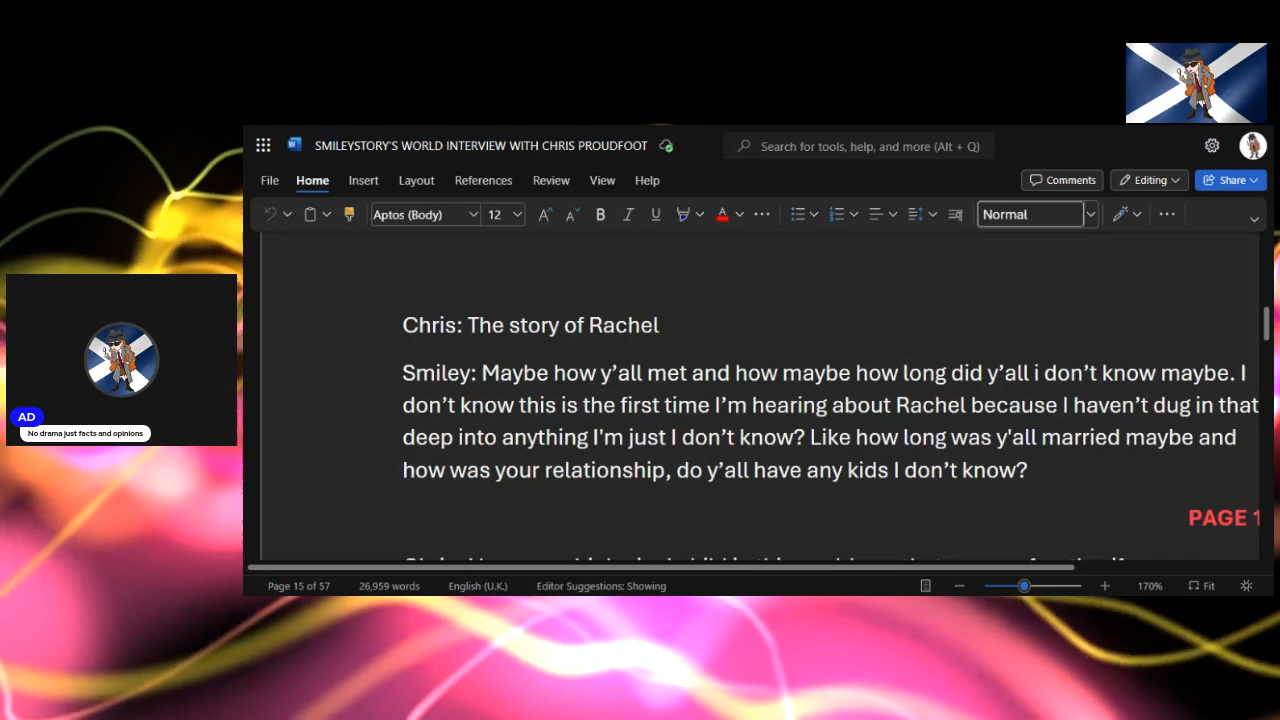 SMILEYSTORY'S WORLD INTERVIEW WITH CHRIS PROUDFOOT
Search for tools, help, and more (Alt + Q)
File Home Insert Layout References Review View Help
Comments Editing Share
Aptos (Body) 12 A A B I U A Normal
Chris: The story of Rachel
Smiley: Maybe how y’all met and how maybe how long did y’all i don’t know maybe. I
don’t know this is the first time I’m hearing about Rachel because I haven’t dug in that
deep into anything I'm just I don’t know? Like how long was y'all married maybe and
how was your relationship, do y’all have any kids I don’t know?
PAGE 1
AD
No drama just facts and opinions
Page 15 of 57 26,959 words English (U.K.) Editor Suggestions: Showing 170% Fit